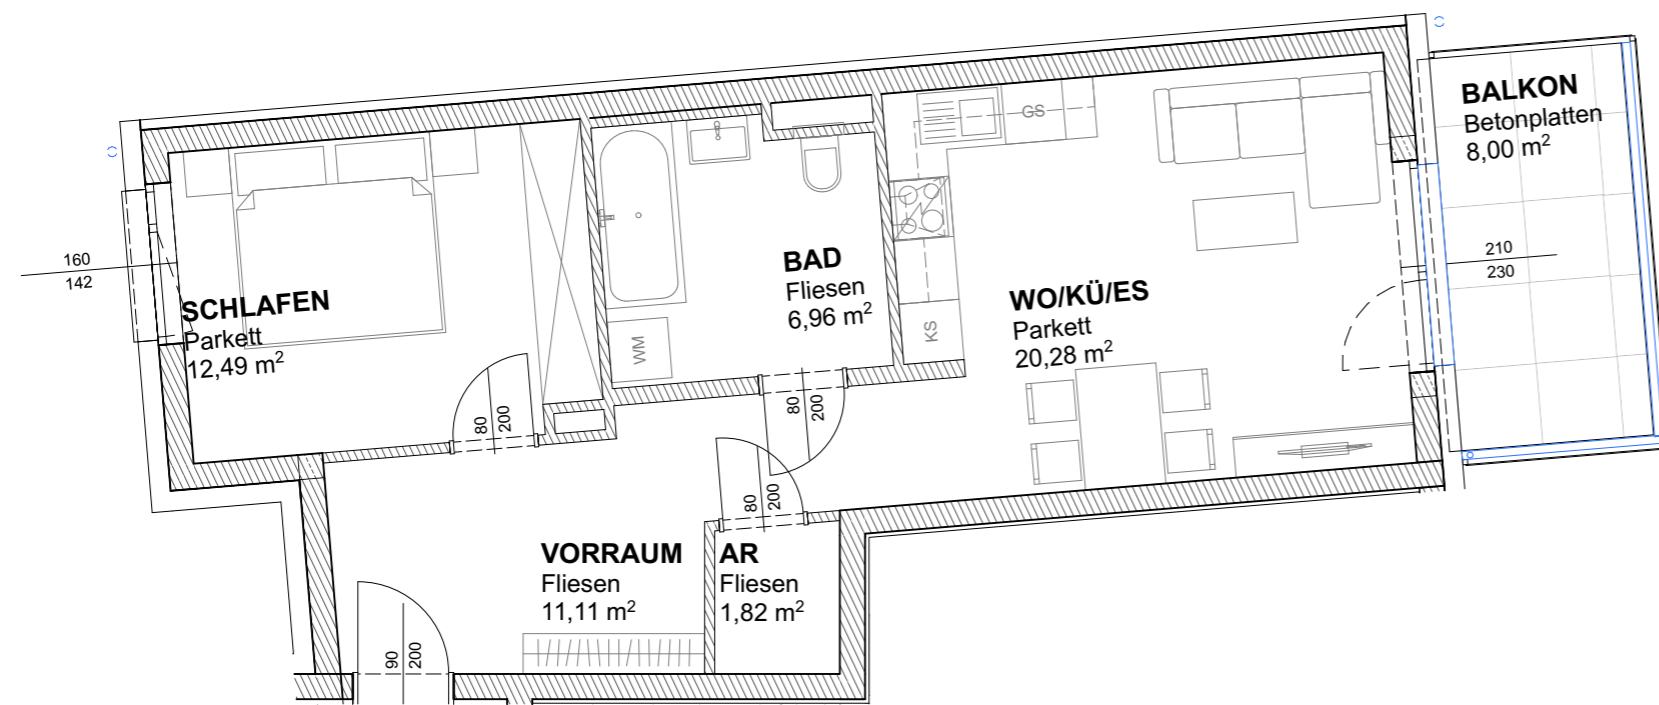 BALKON
Betonplatten
8,00 m²
GS
160
142
SCHLAFEN
Parkett
12,49 m²
BAD
Fliesen
6,96 m²
WM
KS
WO/KÜ/ES
Parkett
20,28 m²
210
230
80
200
80
200
80
200
VORRAUM
Fliesen
11,11 m²
AR
Fliesen
1,82 m²
90
200